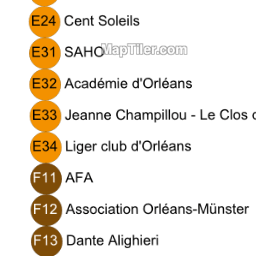 E24 Cent Soleils
E31 SAHO
MapTiler.com
E32 Académie d'Orléans
E33 Jeanne Champillou - Le Clos
E34 Liger club d'Orléans
F11 AFA
F12 Association Orléans-Münster
F13 Dante Alighieri